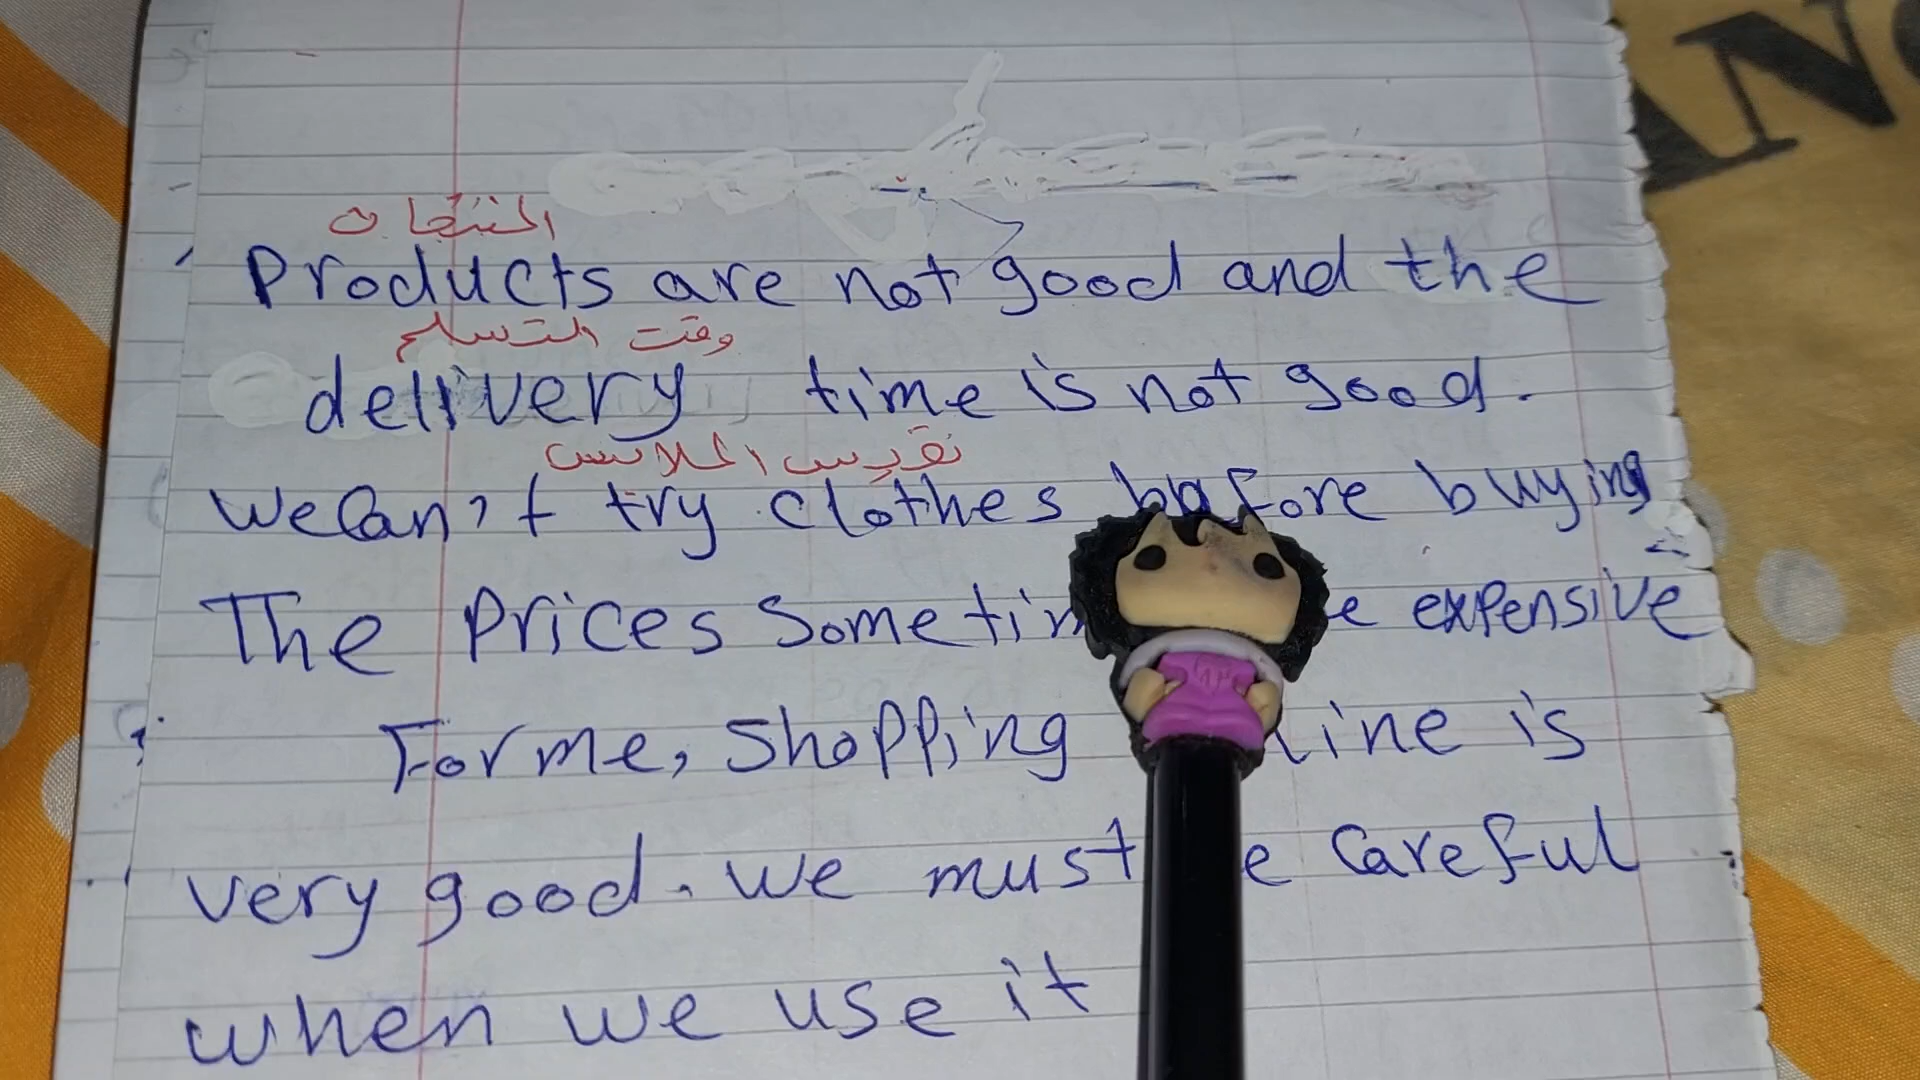 المنتجات
Products are not good and the
وقت التسلم
delivery time is not good.
نقيس الملابس
We Can't try clothes before buying
The Prices Sometim e expensive
For me, Shopping line is
very good. we must e Careful
when we use it